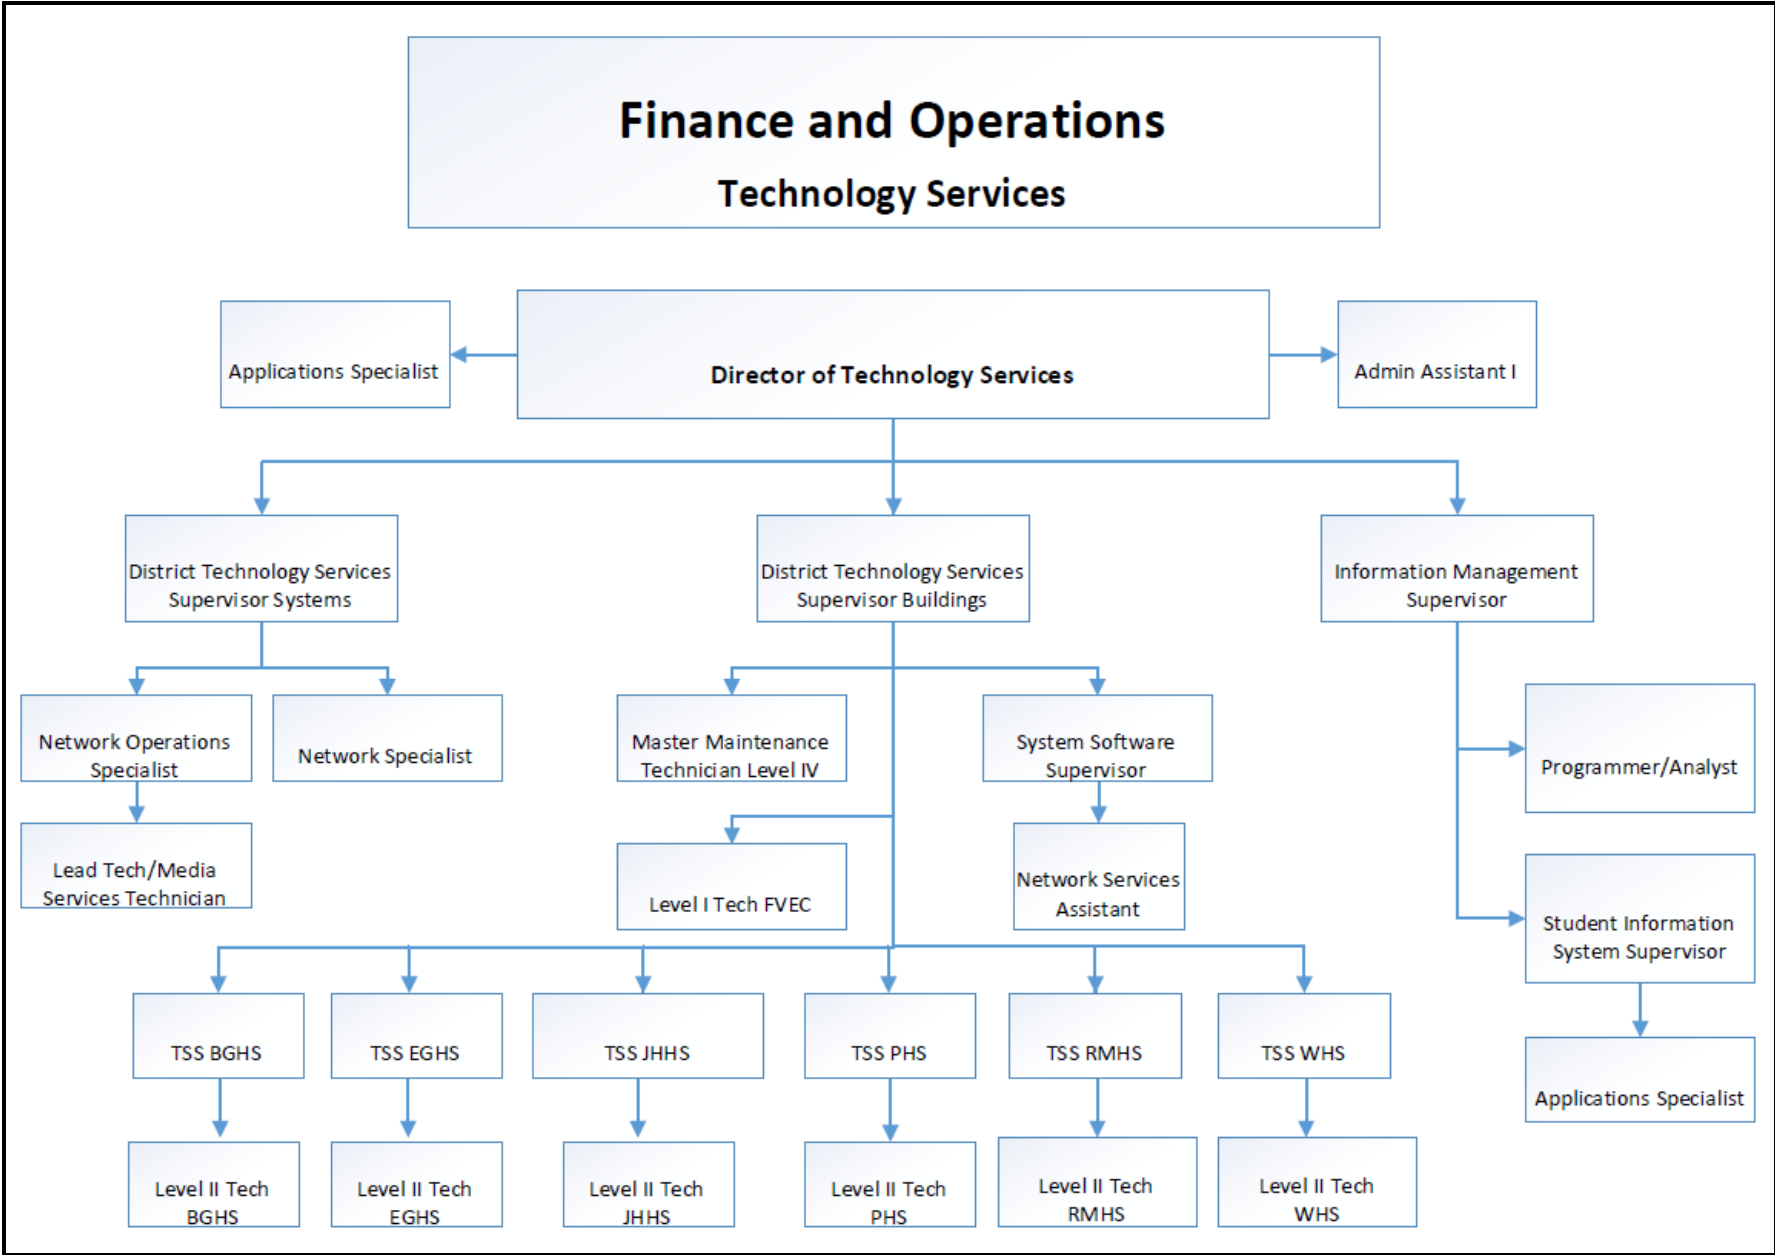 Finance and Operations
Technology Services
Applications Specialist
Director of Technology Services
Admin Assistant I
District Technology Services
Supervisor Systems
District Technology Services
Supervisor Buildings
Information Management
Supervisor
Network Operations
Specialist
Network Specialist
Master Maintenance
Technician Level IV
System Software
Supervisor
Programmer/Analyst
Lead Tech/Media
Services Technician
Level I Tech FVEC
Network Services
Assistant
Student Information
System Supervisor
TSS BGHS
TSS EGHS
TSS JHHS
TSS PHS
TSS RMHS
TSS WHS
Applications Specialist
Level II Tech
BGHS
Level II Tech
EGHS
Level II Tech
JHHS
Level II Tech
PHS
Level II Tech
RMHS
Level II Tech
WHS